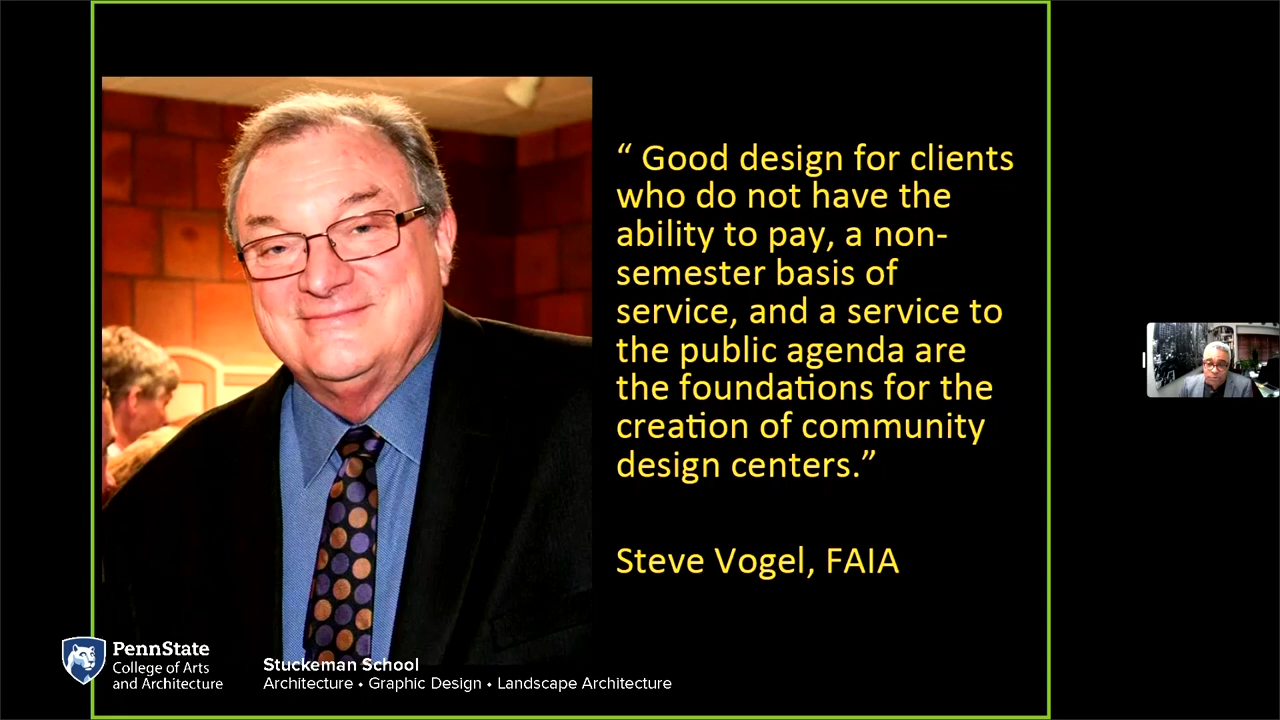 “ Good design for clients
who do not have the
ability to pay, a non-
semester basis of
service, and a service to
the public agenda are
the foundations for the
creation of community
design centers.”
Steve Vogel, FAIA
PennState
College of Arts
and Architecture
Stuckeman School
Architecture • Graphic Design • Landscape Architecture